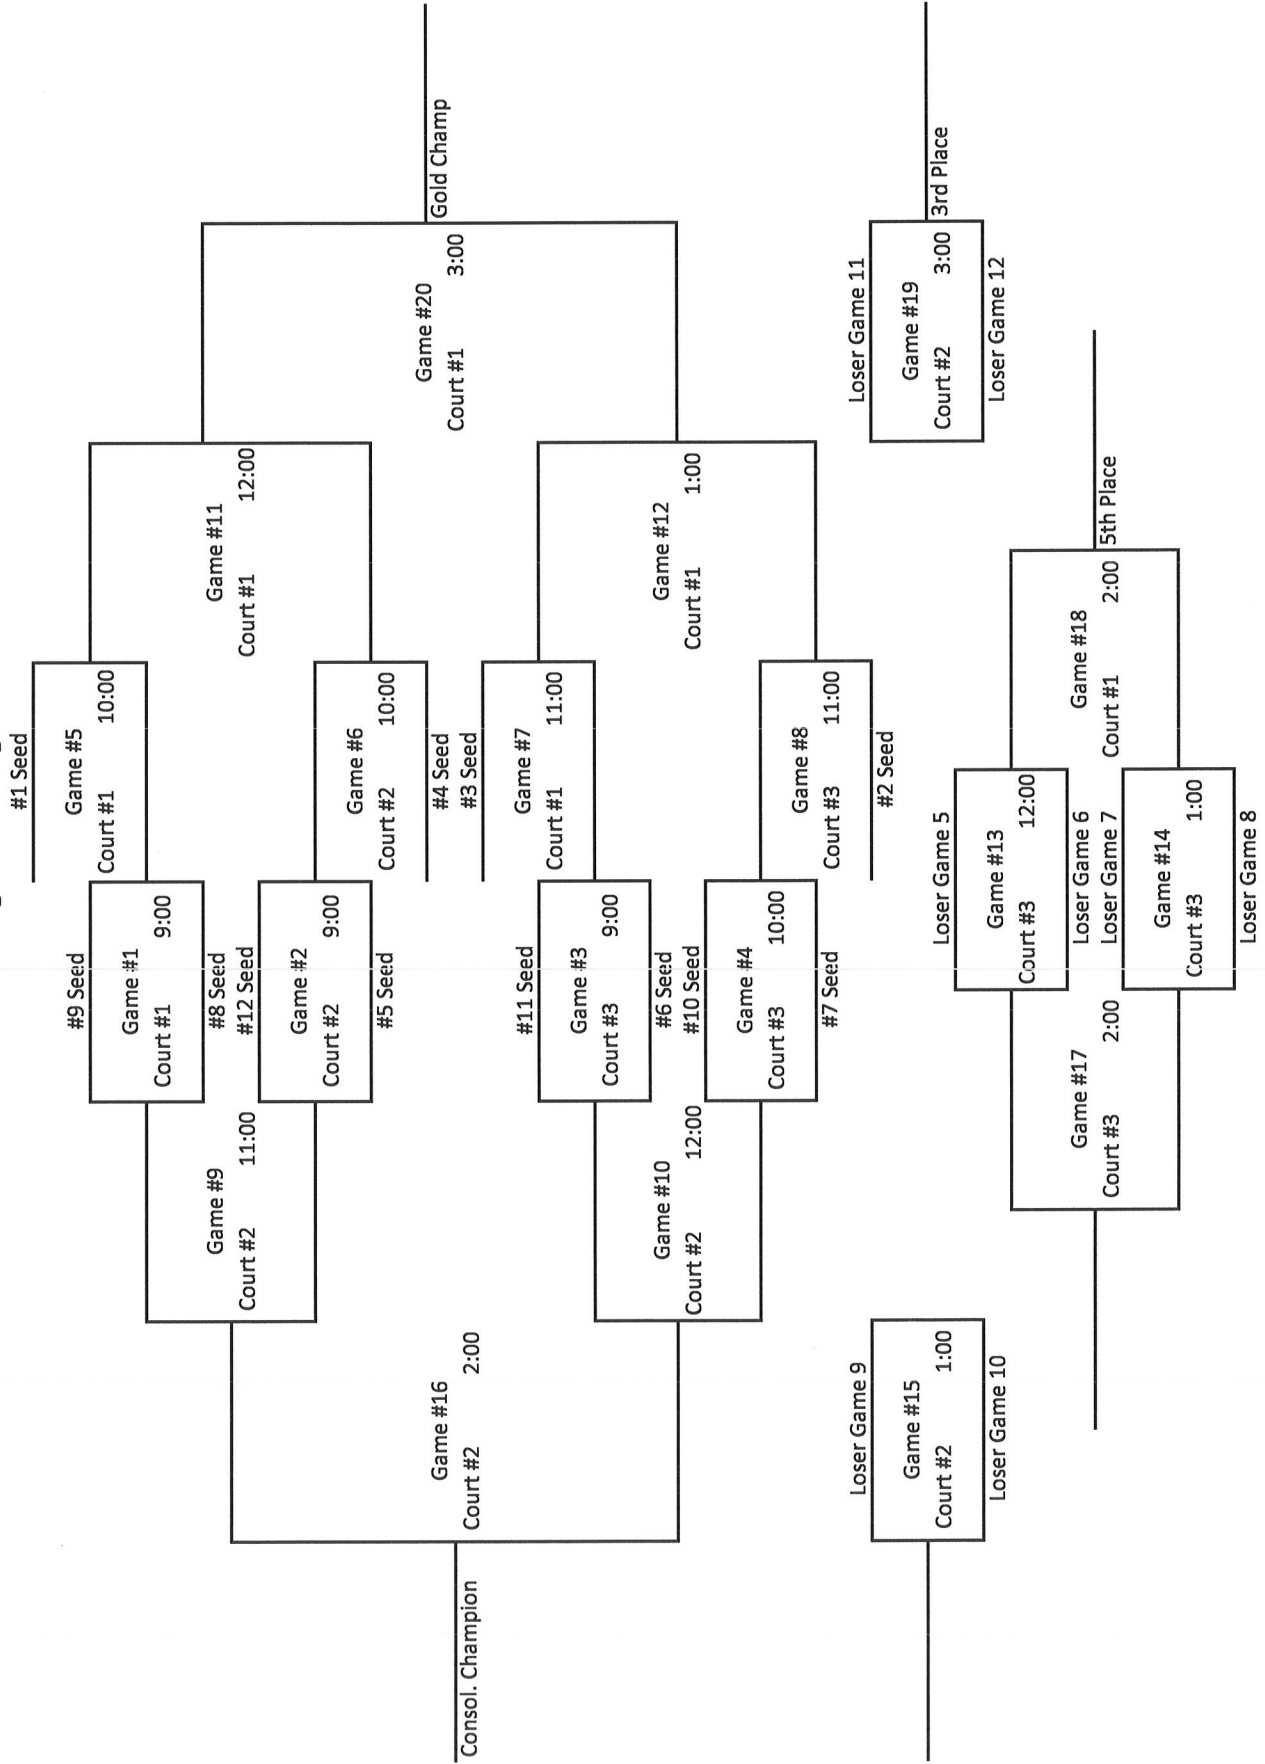 #1 Seed
#9 Seed
Game #5
Court #1 10:00
Game #1
Court #1 9:00
Game #9
#8 Seed
Game #11
Court #2 11:00
#12 Seed
Court #1 12:00
Game #2
Court #2 9:00
Game #6
#5 Seed
Court #2 10:00
Game #20
Game #16
#4 Seed
Gold Champ
Court #1 3:00
Consol. Champion
Court #2 2:00
#3 Seed
#11 Seed
Game #7
Court #1 11:00
Game #3
Court #3 9:00
Game #10
#6 Seed
Game #12
Court #2 12:00
#10 Seed
Court #1 1:00
Game #4
Court #3 10:00
Game #8
#7 Seed
Court #3 11:00
Loser Game 9
Loser Game 11
#2 Seed
Game #15
Game #19
Court #2 1:00
Loser Game 5
Court #2 3:00
3rd Place
Loser Game 10
Game #13
Loser Game 12
Court #3 12:00
Game #17
Loser Game 6
Game #18
Court #3 2:00
Loser Game 7
Court #1 2:00
5th Place
Game #14
Court #3 1:00
Loser Game 8